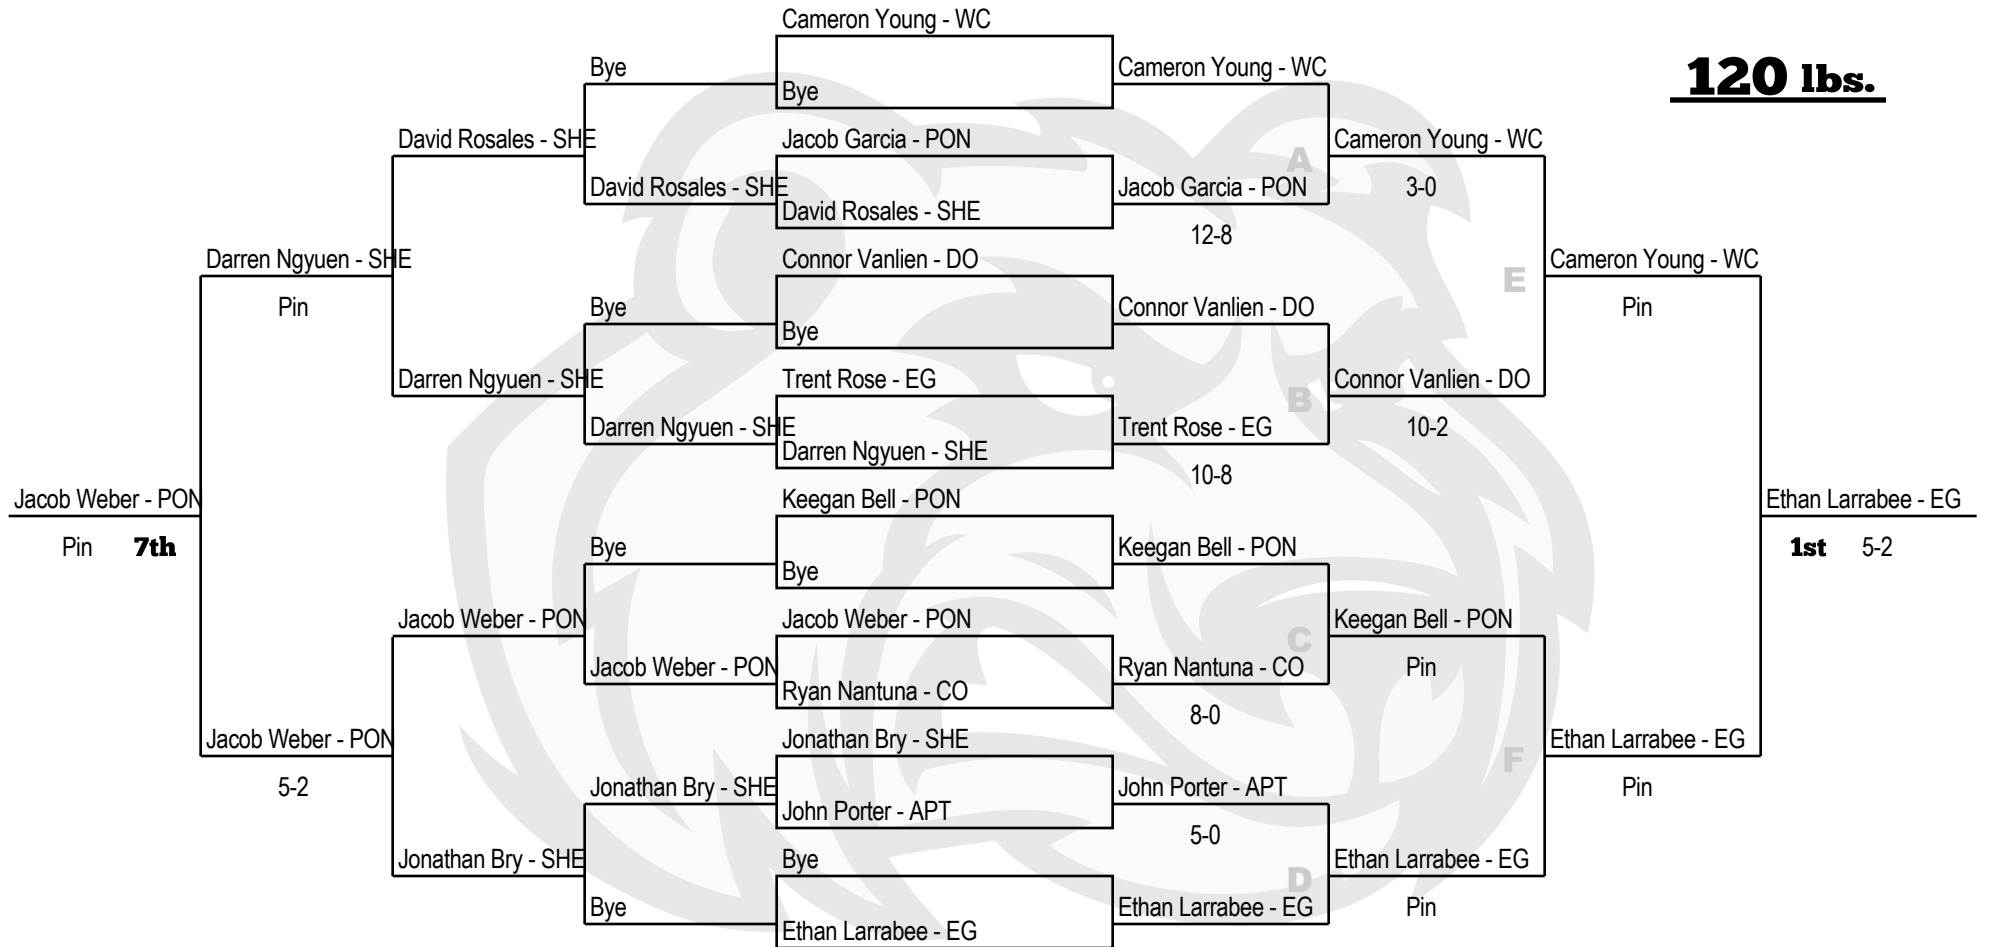 Cameron Young - WC
Bye
Cameron Young - WC
120 lbs.
Bye
David Rosales - SHE
Jacob Garcia - PON
A
Cameron Young - WC
David Rosales - SHE
Jacob Garcia - PON
3-0
David Rosales - SHE
12-8
Darren Ngyuen - SHE
Connor Vanlien - DO
E
Cameron Young - WC
Pin
Bye
Connor Vanlien - DO
Pin
Bye
Darren Ngyuen - SHE
Trent Rose - EG
B
Connor Vanlien - DO
Darren Ngyuen - SHE
Trent Rose - EG
10-2
Darren Ngyuen - SHE
10-8
Jacob Weber - PON
Keegan Bell - PON
Ethan Larrabee - EG
Pin 7th
Bye
Keegan Bell - PON
1st 5-2
Bye
Jacob Weber - PON
Jacob Weber - PON
C
Keegan Bell - PON
Jacob Weber - PON
Ryan Nantuna - CO
Pin
Ryan Nantuna - CO
8-0
Jacob Weber - PON
Jonathan Bry - SHE
F
Ethan Larrabee - EG
5-2
Jonathan Bry - SHE
John Porter - APT
Pin
John Porter - APT
5-0
Jonathan Bry - SHE
Bye
D
Ethan Larrabee - EG
Bye
Ethan Larrabee - EG
Pin
Ethan Larrabee - EG